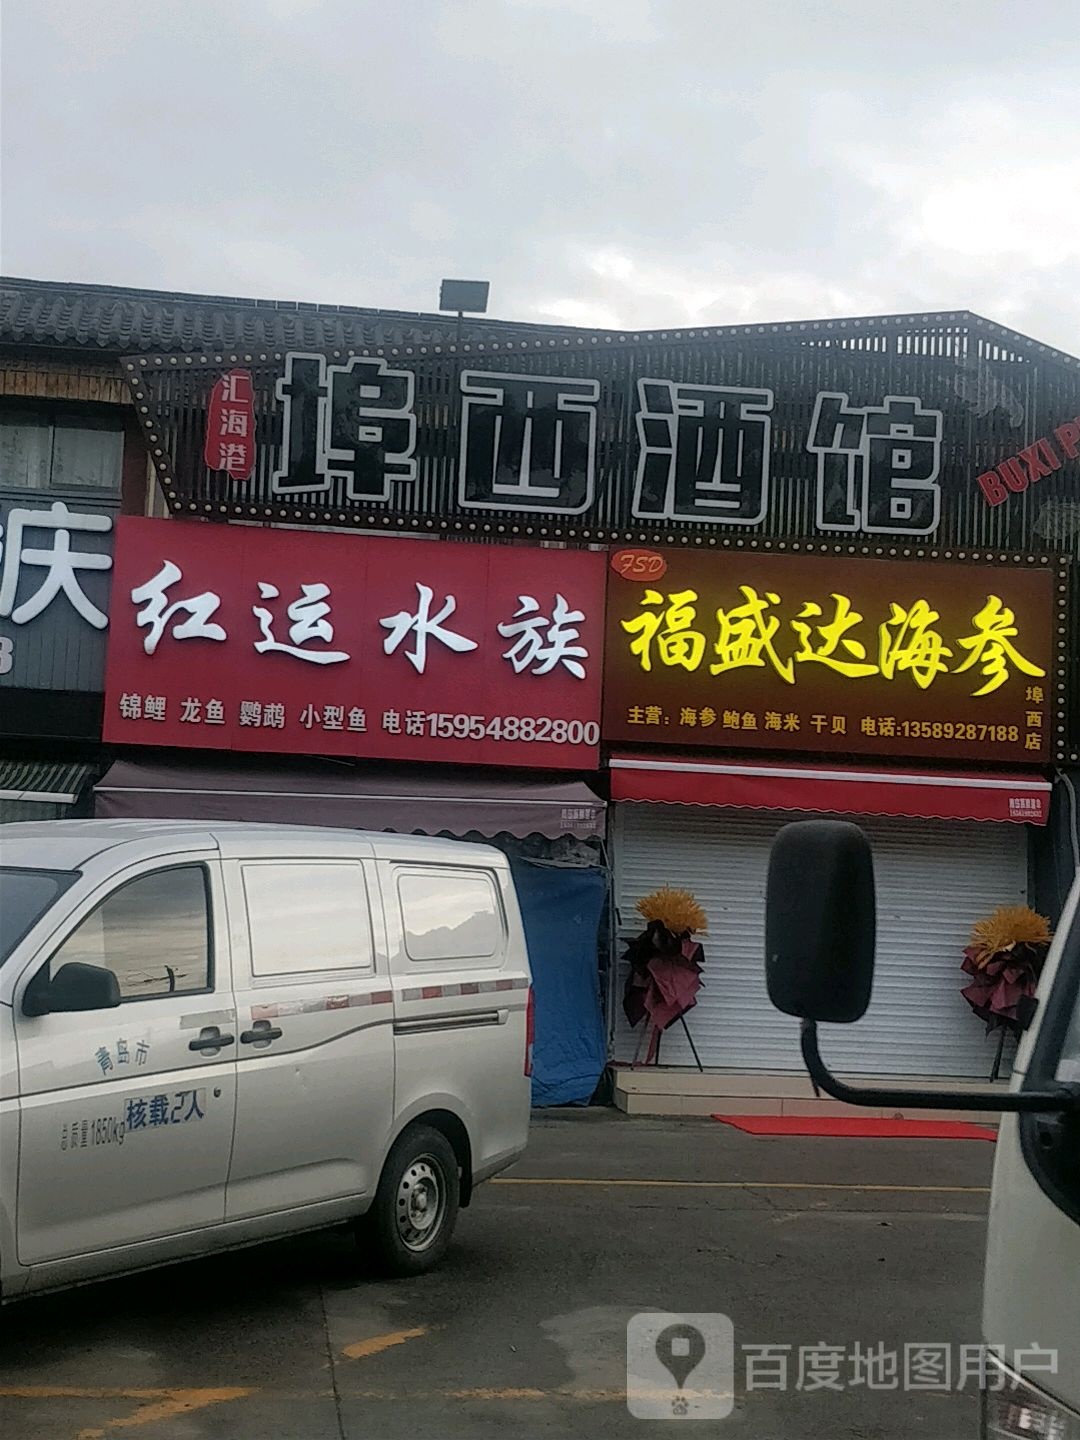 汇海港
埠西酒馆
BUXI P
庆
红运水族
锦鲤 龙鱼 鹦鹉 小型鱼 电话15954882800
FSD
福盛达海参
埠西店
主营：海参 鲍鱼 海米 干贝 电话:13589287188
青岛市
总质量1850kg
核载2人
百度地图用户